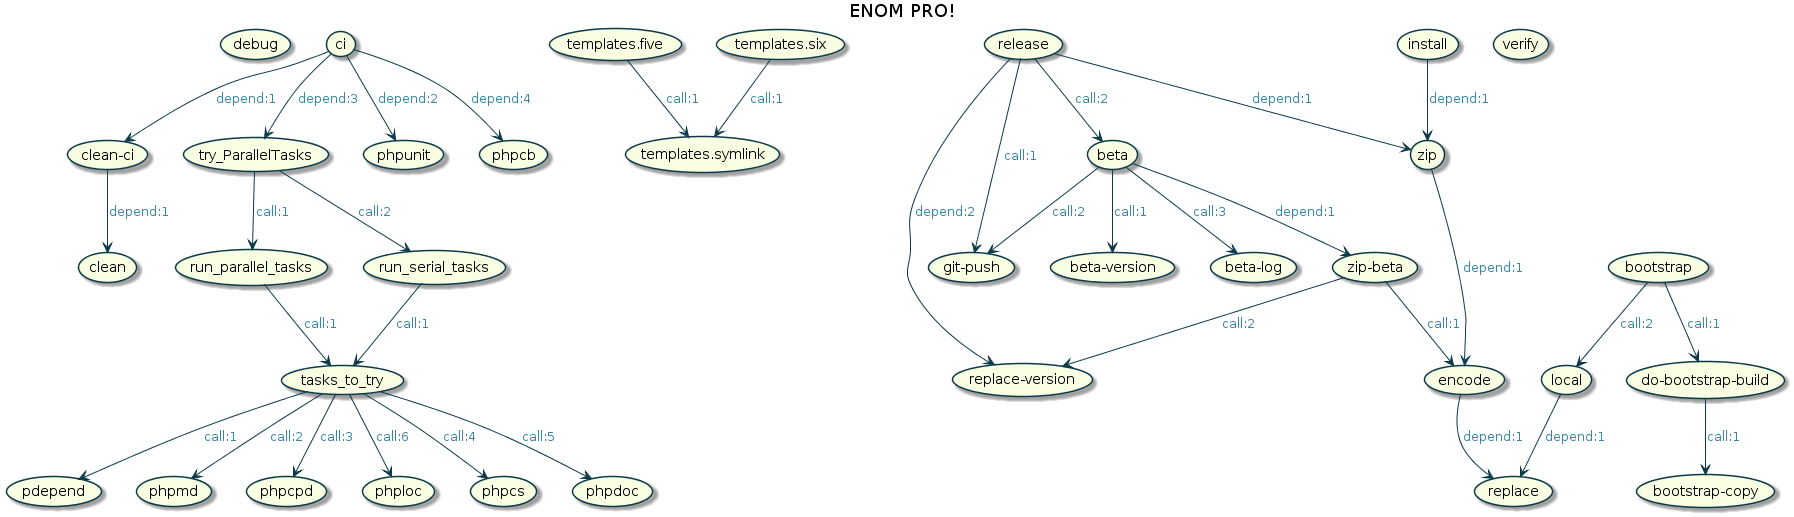 ENOM PRO!
debug
ci
templates.five
templates.six
release
install
verify
depend:1
depend:3
depend:2
depend:4
call:1
call:1
call:2
depend:1
depend:1
clean-ci
try_ParallelTasks
phpunit
phpcb
templates.symlink
call:1
beta
zip
depend:1
call:1
call:2
depend:2
call:2
call:1
call:3
depend:1
clean
run_parallel_tasks
run_serial_tasks
git-push
beta-version
beta-log
zip-beta
depend:1
bootstrap
call:1
call:1
call:2
call:1
call:2
call:1
tasks_to_try
replace-version
encode
local
do-bootstrap-build
call:1
call:2
call:3
call:6
call:4
call:5
depend:1
depend:1
call:1
pdepend
phpmd
phpcpd
phploc
phpcs
phpdoc
replace
bootstrap-copy